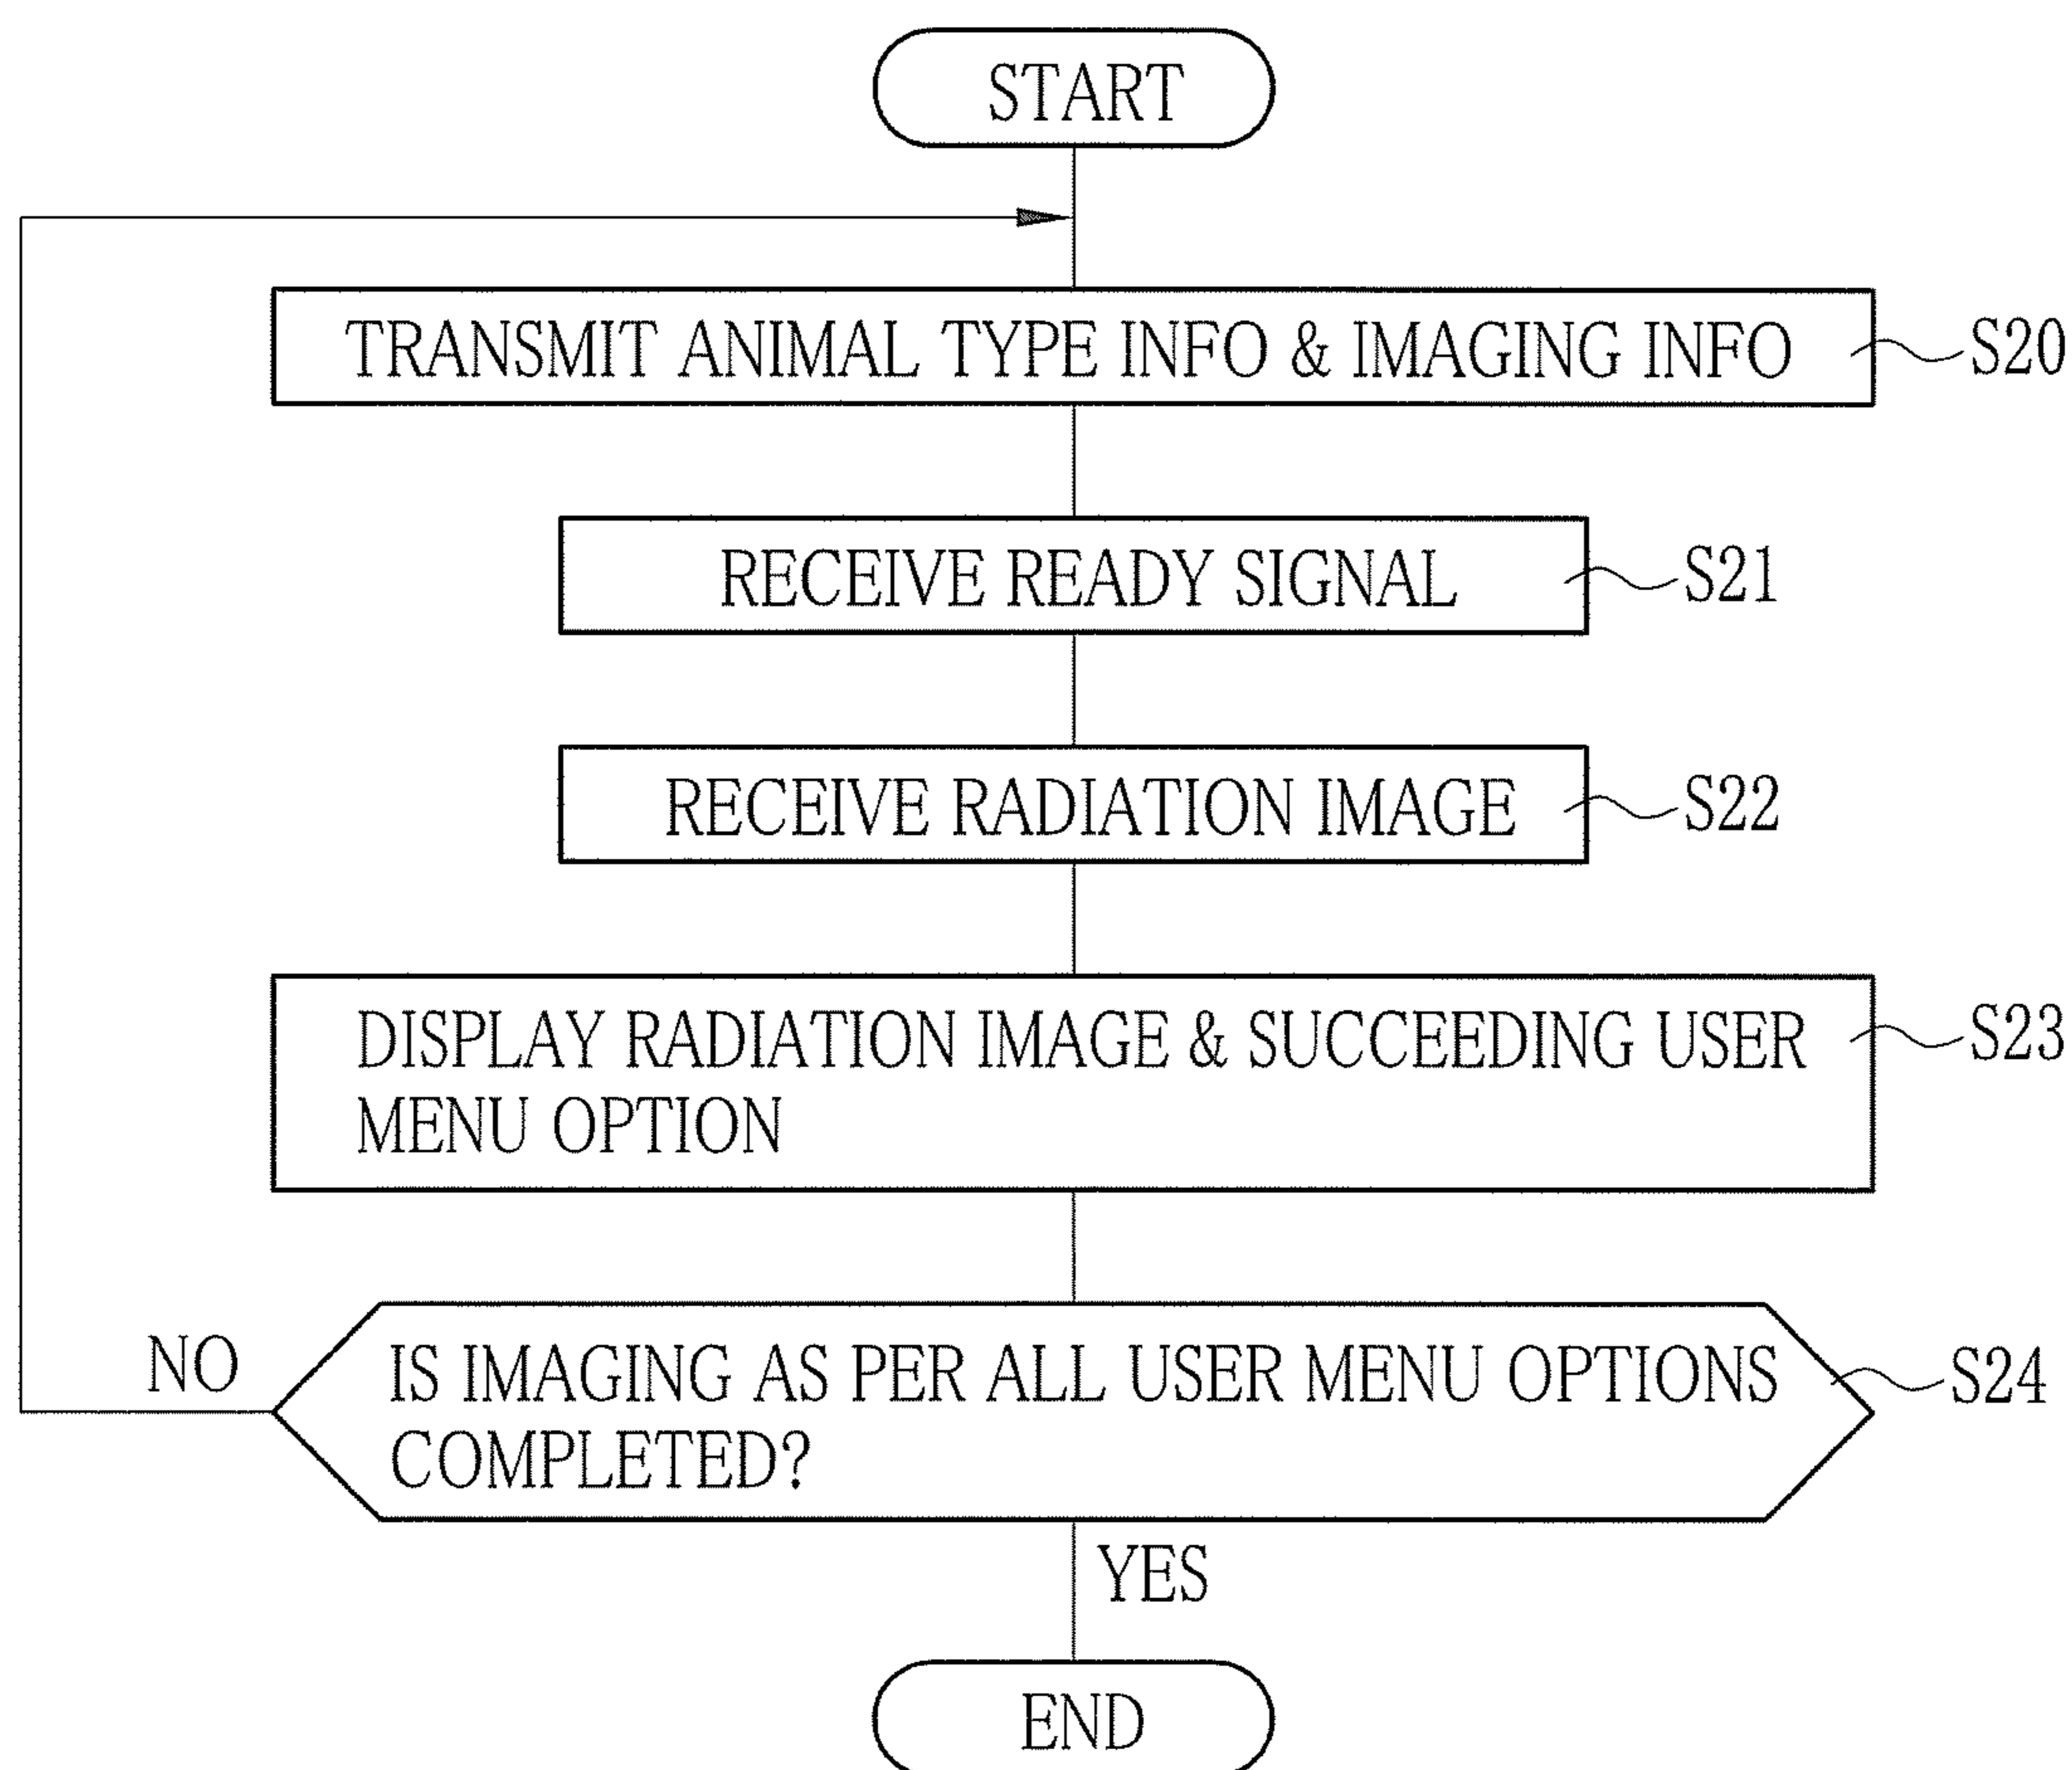 START
TRANSMIT ANIMAL TYPE INFO & IMAGING INFO
S20
RECEIVE READY SIGNAL
S21
RECEIVE RADIATION IMAGE
S22
DISPLAY RADIATION IMAGE & SUCCEEDING USER
MENU OPTION
S23
IS IMAGING AS PER ALL USER MENU OPTIONS
COMPLETED?
S24
NO
YES
END